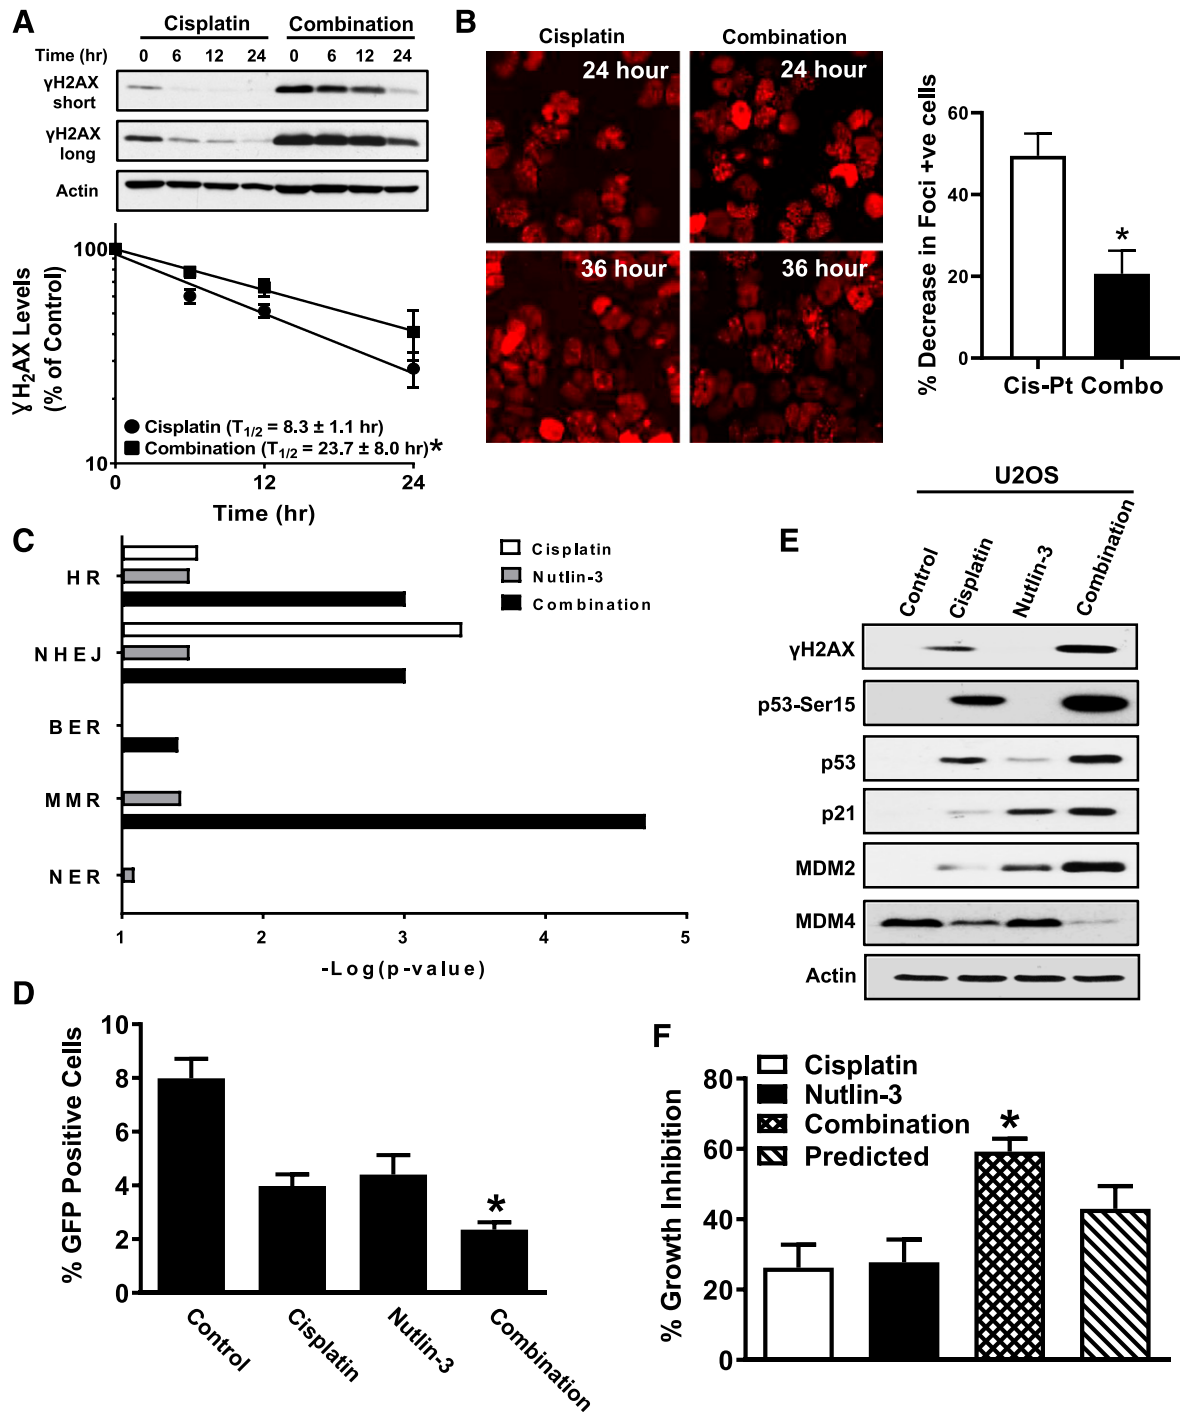 A
Cisplatin Combination
Time (hr) 0 6 12 24 0 6 12 24
γH2AX
short
γH2AX
long
Actin
γH2AX Levels
(% of Control)
100
10
Cisplatin (T1/2 = 8.3 ± 1.1 hr)
Combination (T1/2 = 23.7 ± 8.0 hr)*
0 12 24
Time (hr)
B
Cisplatin Combination
24 hour 24 hour
36 hour 36 hour
% Decrease in Foci +ve cells
60
40
20
0
*
Cis-Pt Combo
C
Cisplatin
Nutlin-3
Combination
HR
NHEJ
BER
MMR
NER
1 2 3 4 5
-Log(p-value)
D
% GFP Positive Cells
10
8
6
4
2
0
*
Control
Cisplatin
Nutlin-3
Combination
E
U2OS
Control
Cisplatin
Nutlin-3
Combination
γH2AX
p53-Ser15
p53
p21
MDM2
MDM4
Actin
F
Cisplatin
Nutlin-3
Combination
Predicted
% Growth Inhibition
80
60
40
20
0
*